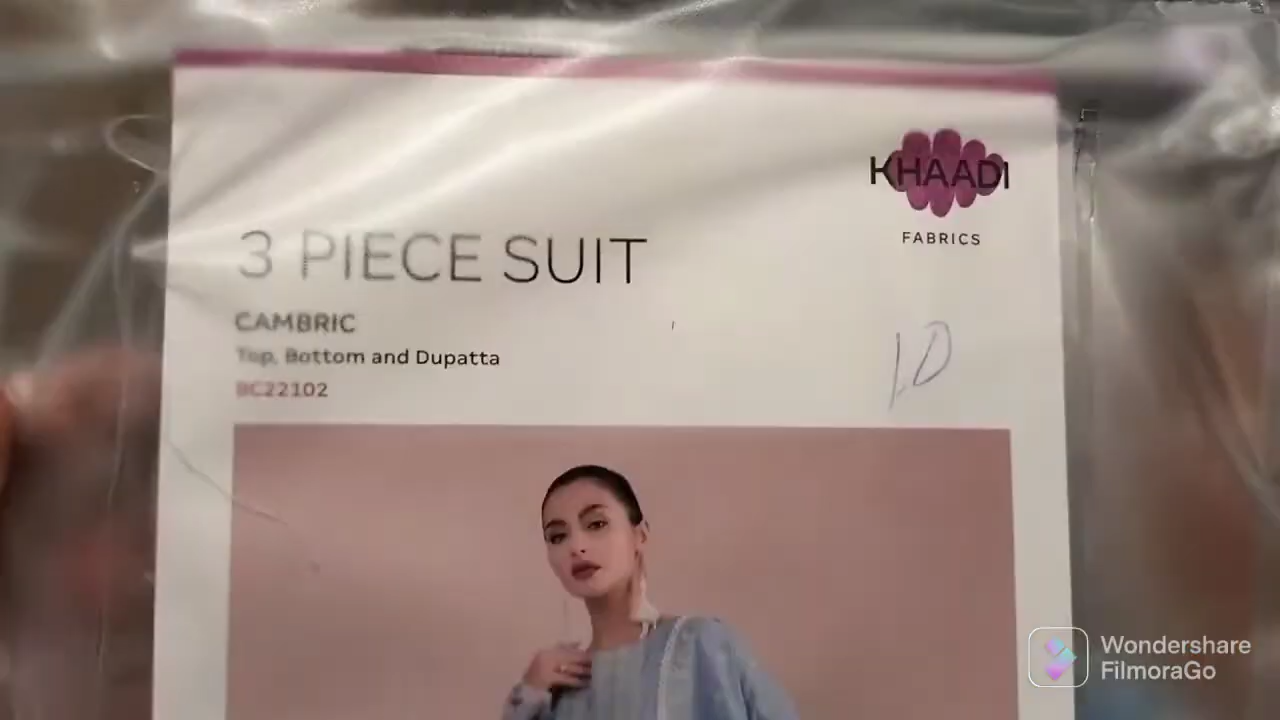 KHAADI
FABRICS
3 PIECE SUIT
CAMBRIC
Top, Bottom and Dupatta
BC22102
10
Wondershare
FilmoraGo